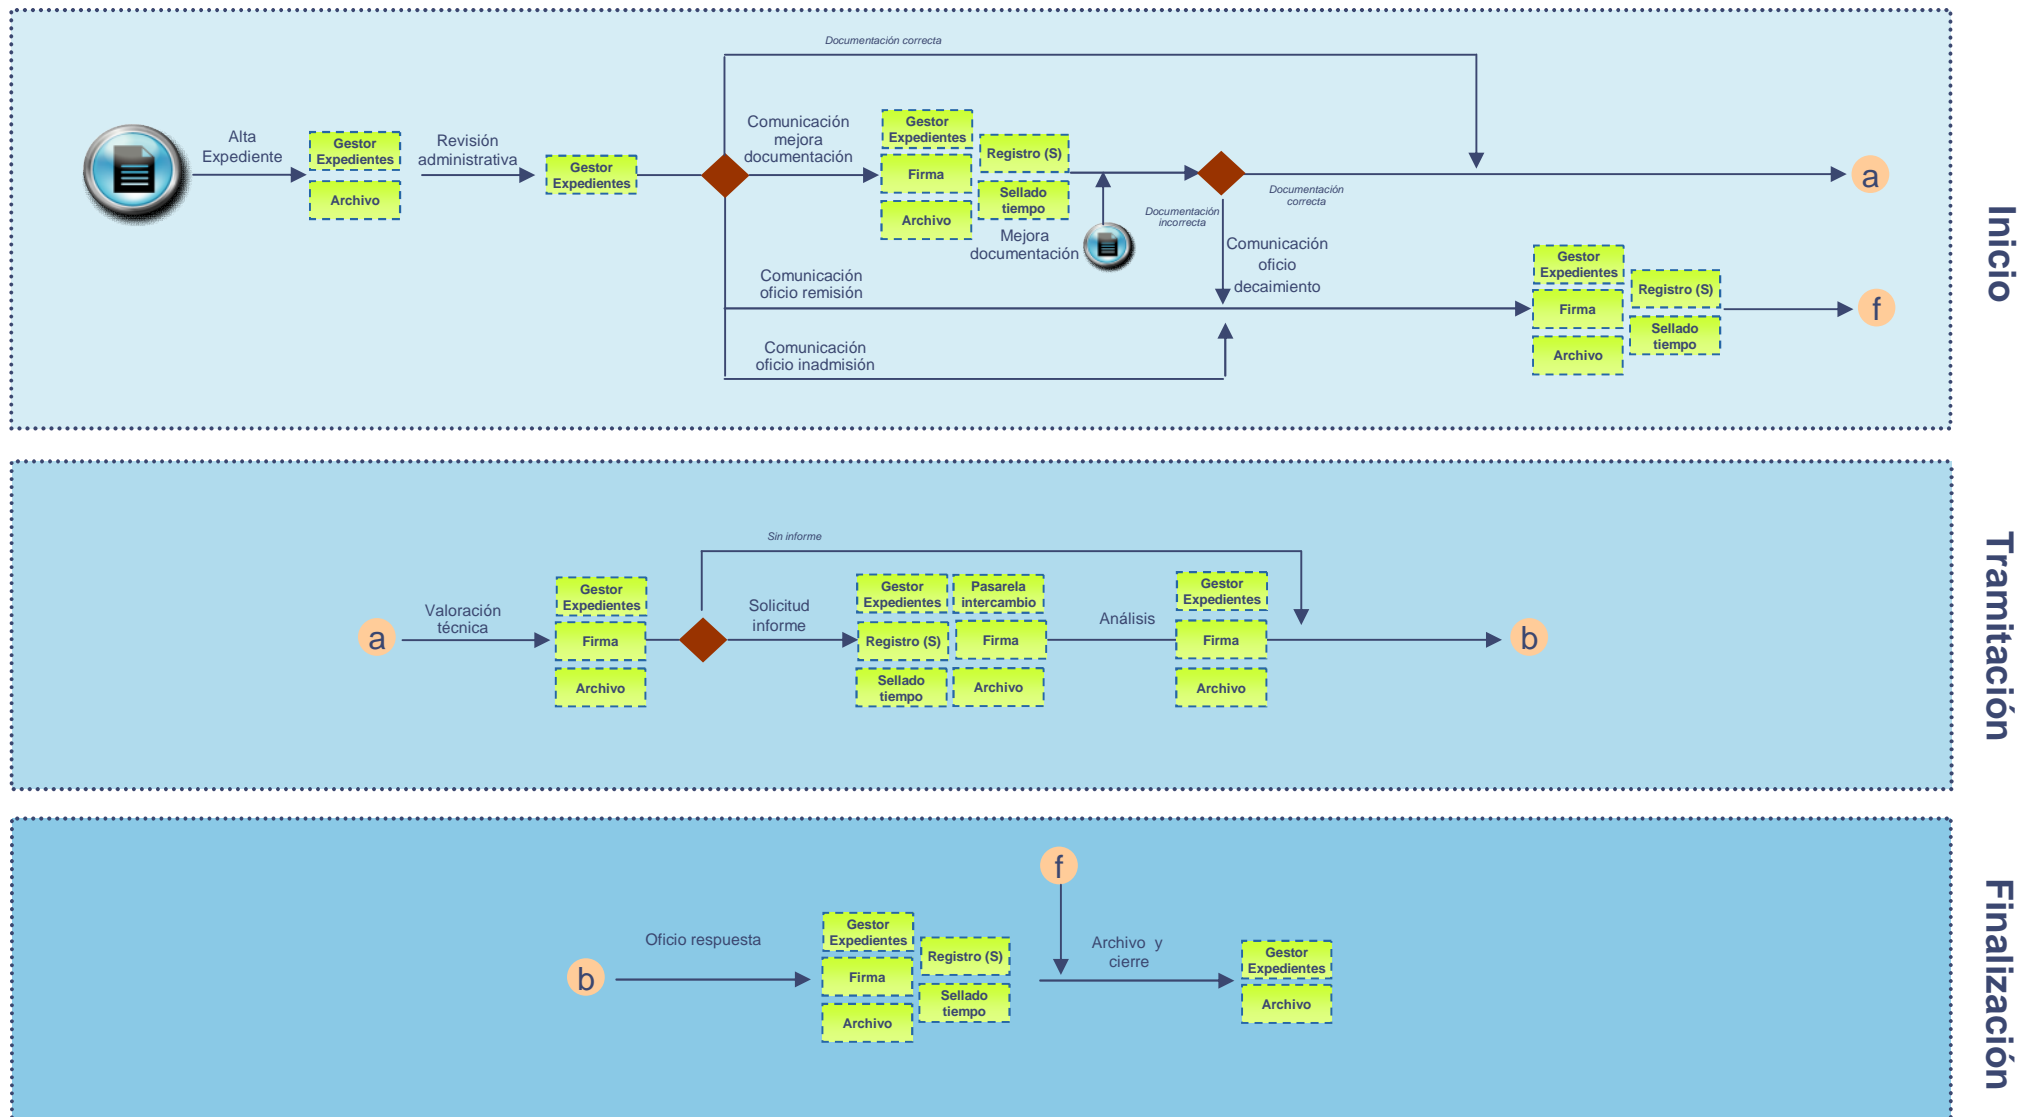 Documentación correcta
Alta
Expediente
Gestor
Expedientes
Archivo
Revisión
administrativa
Gestor
Expedientes
Comunicación
mejora
documentación
Gestor
Expedientes
Firma
Archivo
Registro (S)
Sellado
tiempo
Mejora
documentación
Documentación
incorrecta
Documentación
correcta
a
Comunicación
oficio
decaimiento
Comunicación
oficio remisión
Comunicación
oficio inadmisión
Gestor
Expedientes
Firma
Archivo
Registro (S)
Sellado
tiempo
f
Inicio
Sin informe
a
Valoración
técnica
Gestor
Expedientes
Firma
Archivo
Solicitud
informe
Gestor
Expedientes
Registro (S)
Sellado
tiempo
Pasarela
intercambio
Firma
Archivo
Análisis
Gestor
Expedientes
Firma
Archivo
b
Tramitación
f
b
Oficio respuesta
Gestor
Expedientes
Firma
Archivo
Registro (S)
Sellado
tiempo
Archivo y
cierre
Gestor
Expedientes
Archivo
Finalización